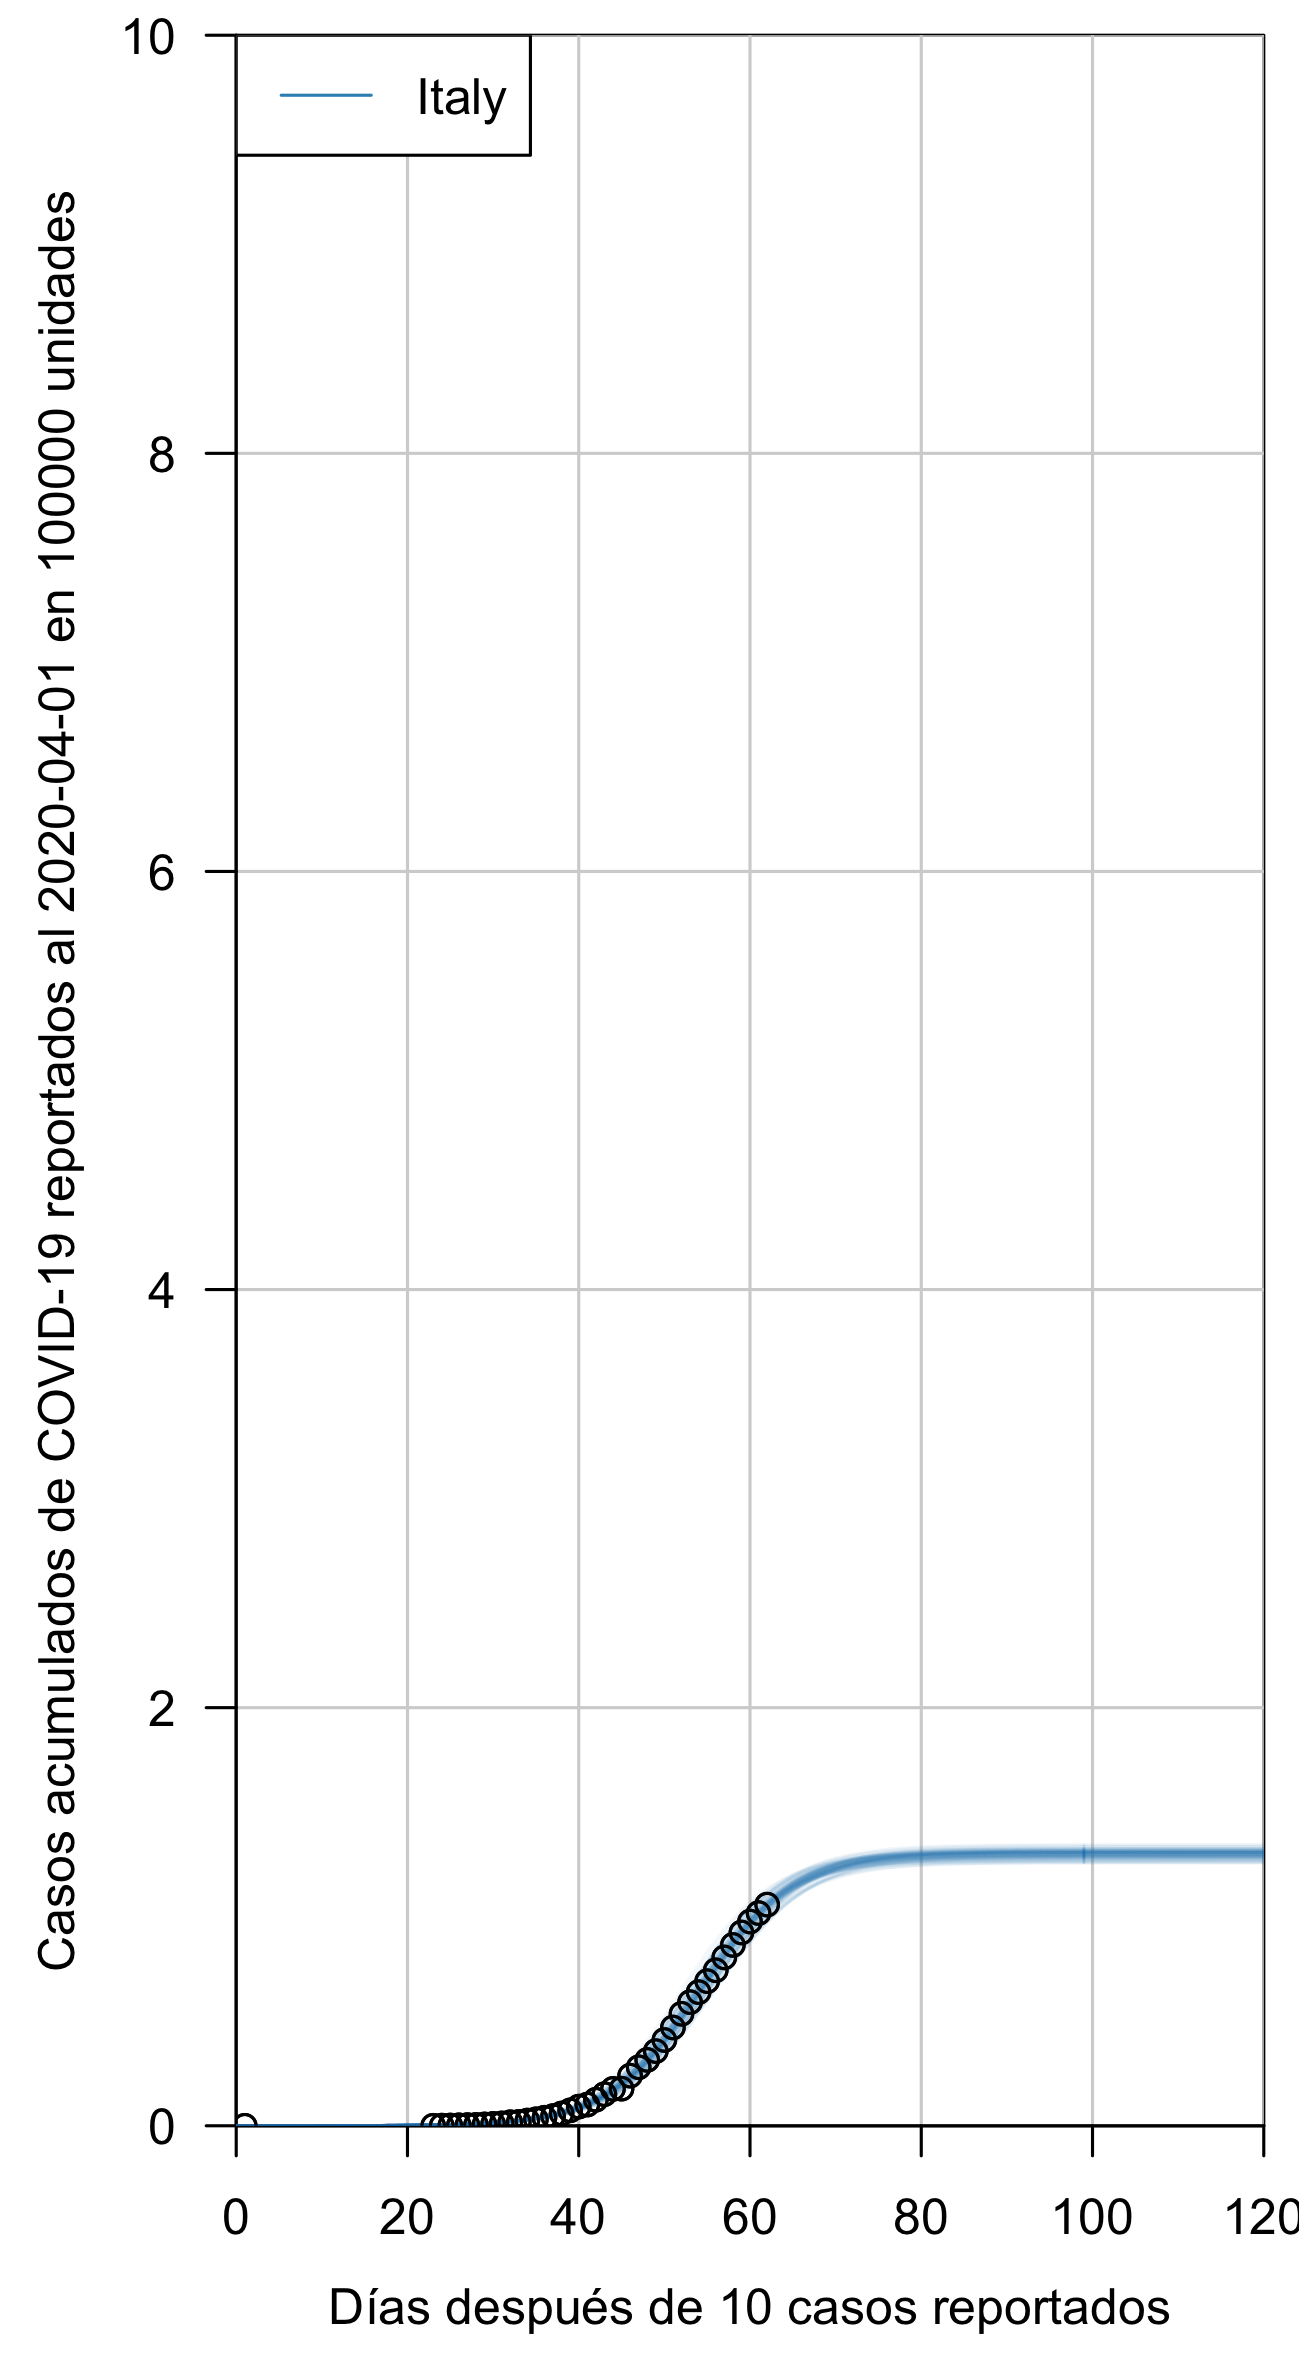 Italy
Casos acumulados de COVID-19 reportados al 2020-04-01 en 100000 unidades
10
8
6
4
2
0
0 20 40 60 80 100 120
Días después de 10 casos reportados